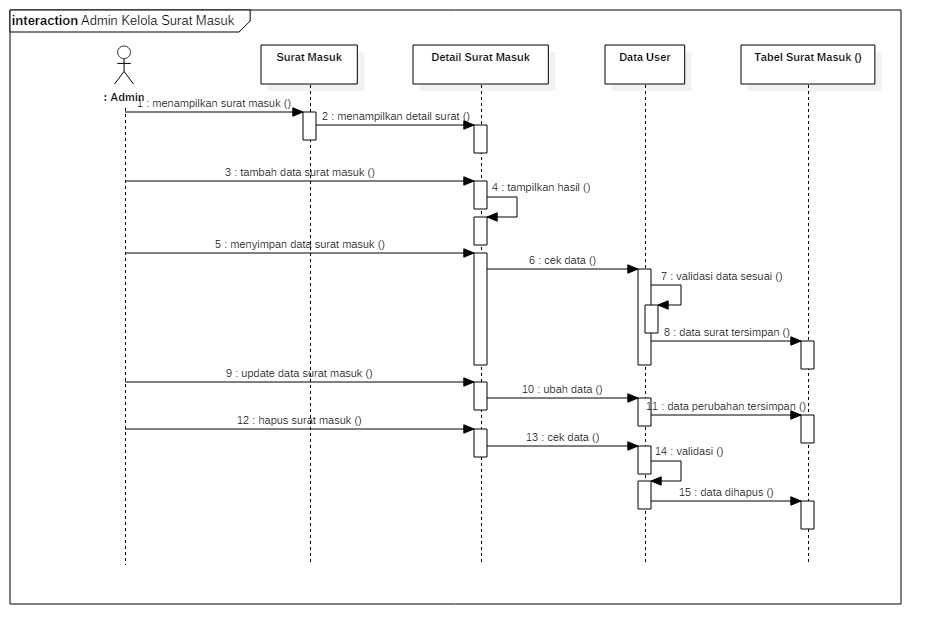 interaction Admin Kelola Surat Masuk
Surat Masuk
Detail Surat Masuk
Data User
Tabel Surat Masuk ()
: Admin
1 : menampilkan surat masuk ()
2 : menampilkan detail surat ()
3 : tambah data surat masuk ()
4 : tampilkan hasil ()
5 : menyimpan data surat masuk ()
6 : cek data ()
7 : validasi data sesuai ()
8 : data surat tersimpan ()
9 : update data surat masuk ()
10 : ubah data ()
11 : data perubahan tersimpan ()
12 : hapus surat masuk ()
13 : cek data ()
14 : validasi ()
15 : data dihapus ()